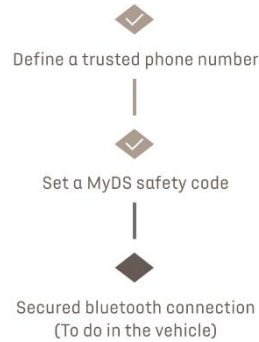 Define a trusted phone number
Set a MyDS safety code
Secured bluetooth connection
(To do in the vehicle)